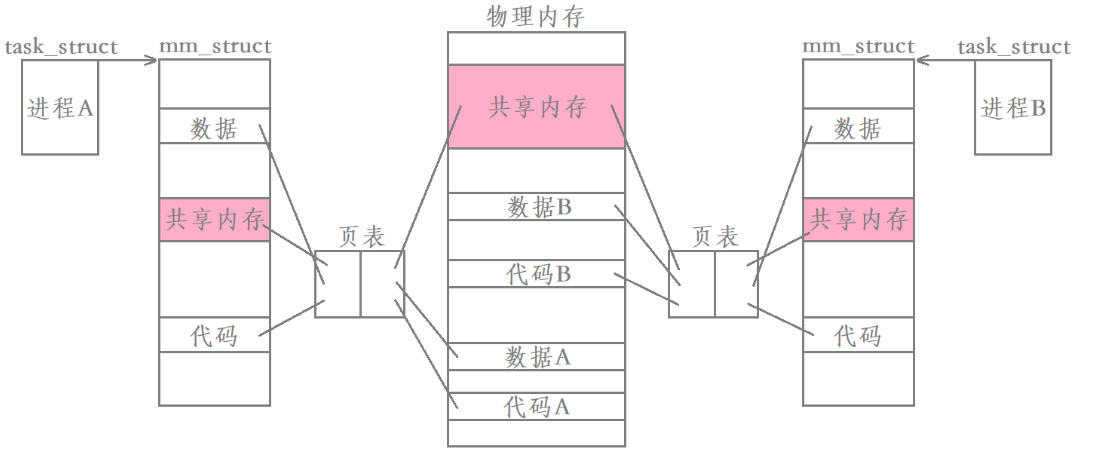 物理内存
task_struct
mm_struct
mm_struct
task_struct
进程A
数据
共享内存
数据
进程B
共享内存
数据B
共享内存
页表
页表
代码B
代码
数据A
代码
代码A